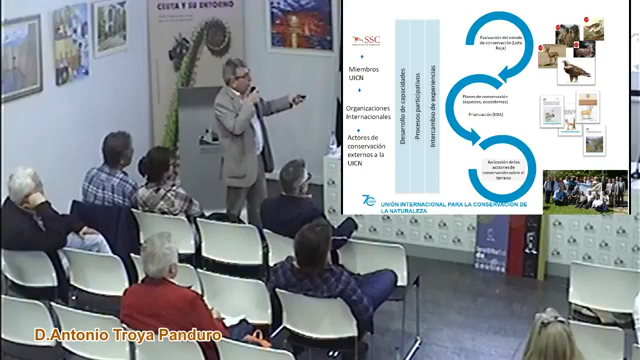 CEUTA Y SU ENTORNO
SSC
Miembros
UICN
Organizaciones
Internacionales
Actores de
conservación
externos a la
UICN
Desarrollo de capacidades
Procesos participativos
Intercambio de experiencias
Evaluación del estado
de conservación (Lista
Roja)
Planes de conservación
(especies, ecosistemas)
Priorización (KBA)
Aplicación de las
acciones de
conservación sobre el
terreno
UNIÓN INTERNACIONAL PARA LA CONSERVACIÓN DE
LA NATURALEZA
D.Antonio Troya Panduro